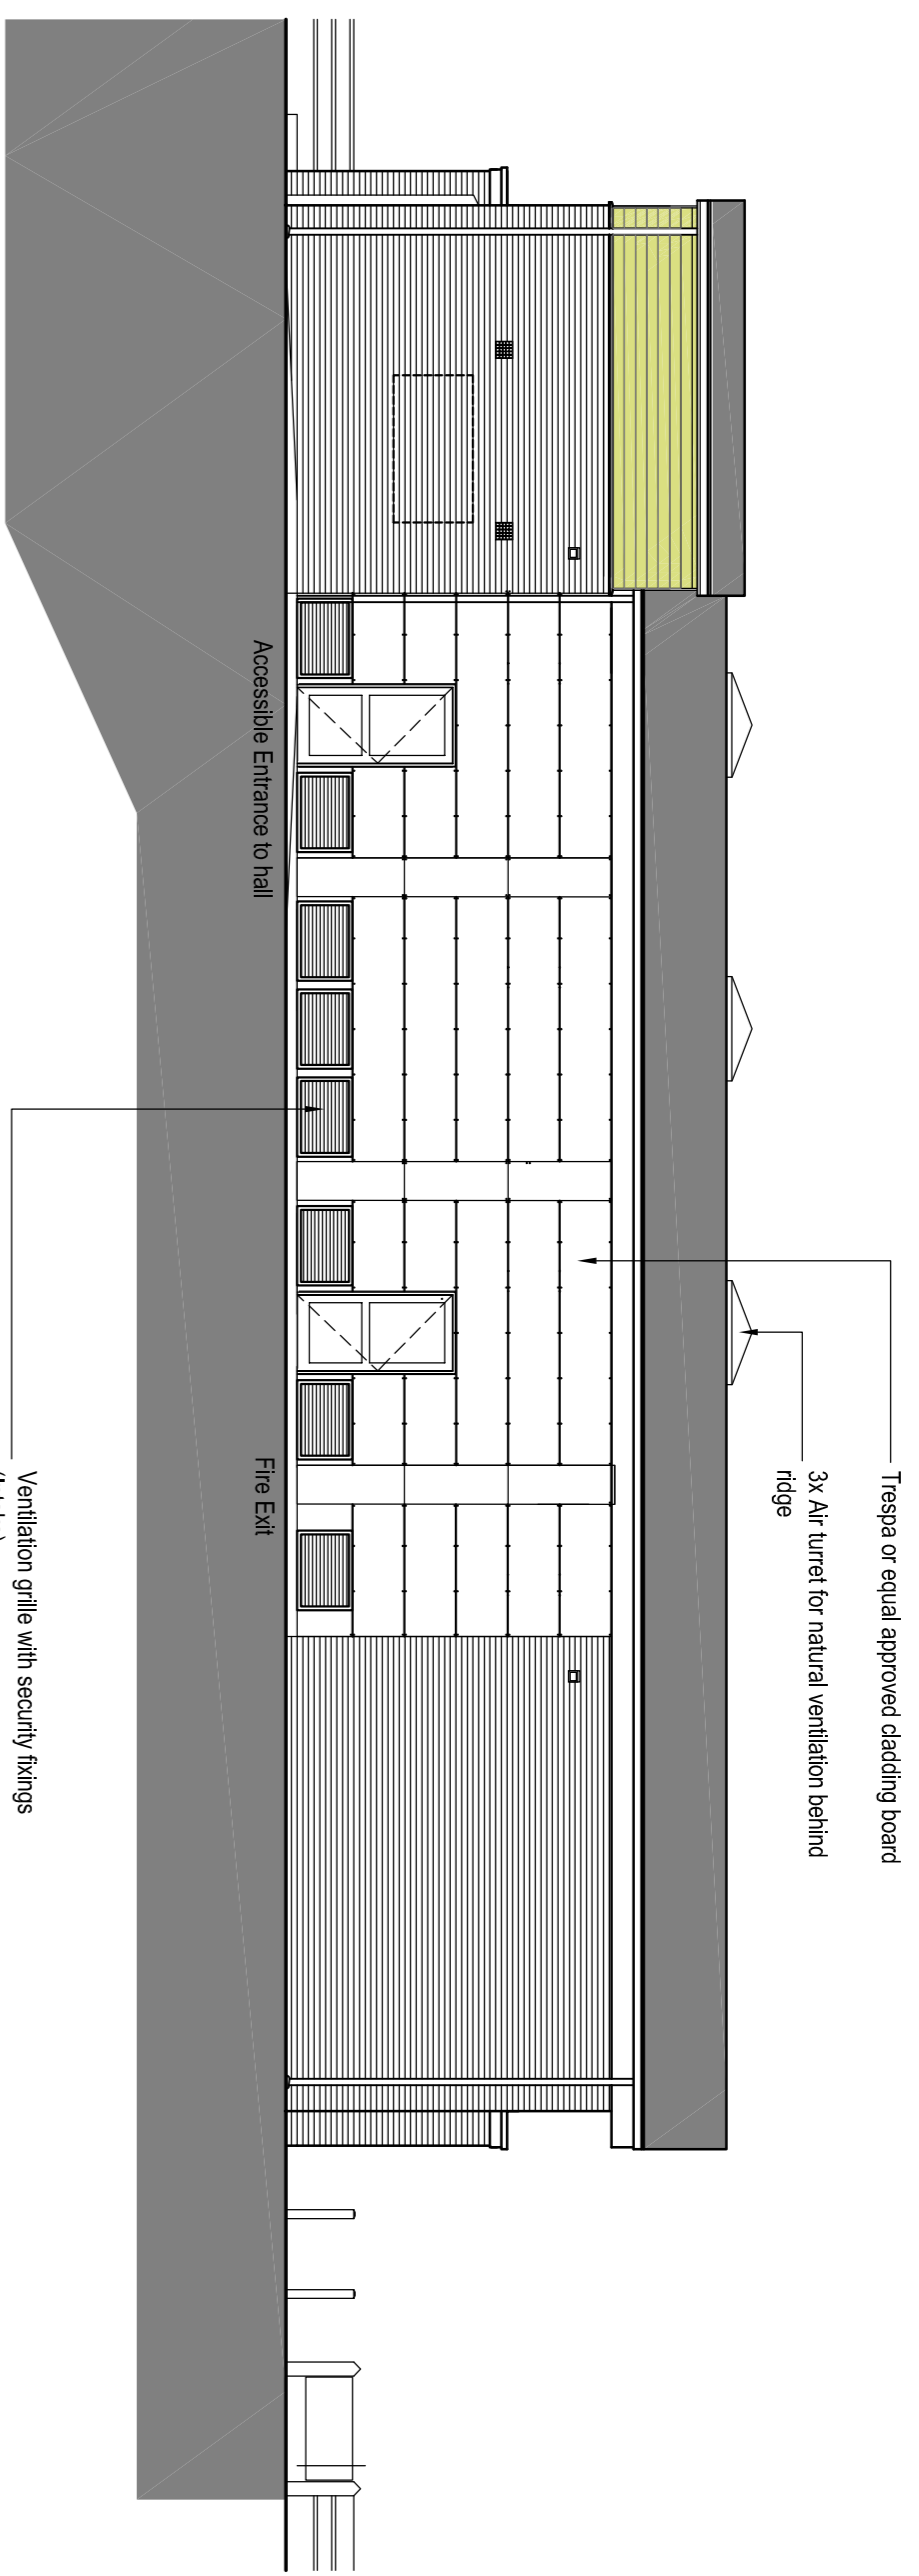 Trespa or equal approved cladding board
3x Air turret for natural ventilation behind
ridge
Accessible Entrance to hall
Fire Exit
Ventilation grille with security fixings